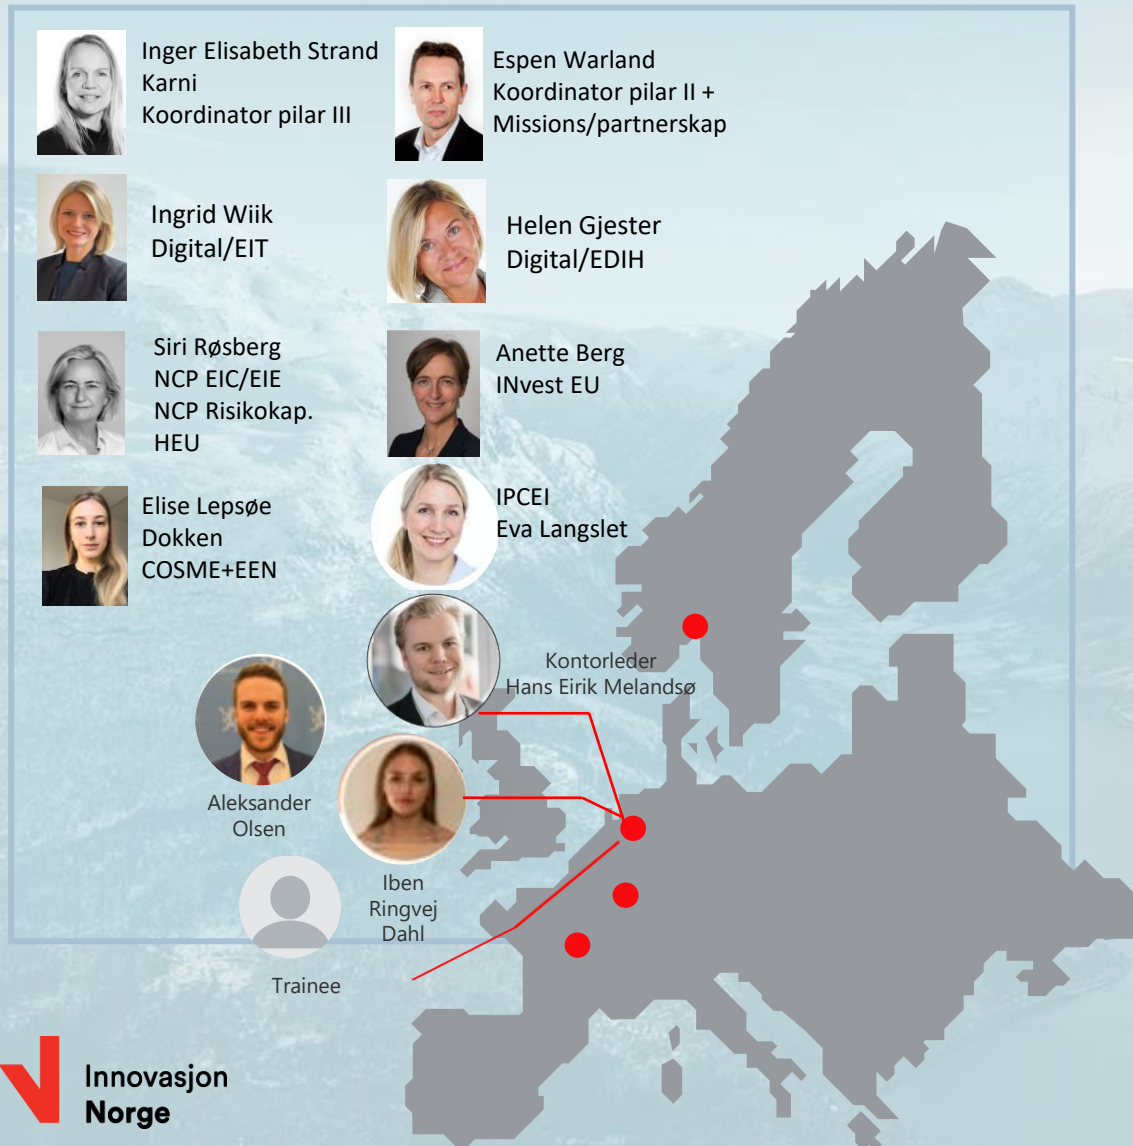 Inger Elisabeth Strand
Karni
Koordinator pilar III
Espen Warland
Koordinator pilar II +
Missions/partnerskap
Ingrid Wiik
Digital/EIT
Helen Gjester
Digital/EDIH
Siri Røsberg
NCP EIC/EIE
NCP Risikokap.
HEU
Anette Berg
INvest EU
Elise Lepsøe
Dokken
COSME+EEN
IPCEI
Eva Langslet
Kontorleder
Hans Eirik Melandsø
Aleksander
Olsen
Iben
Ringvej
Dahl
Trainee
Innovasjon
Norge